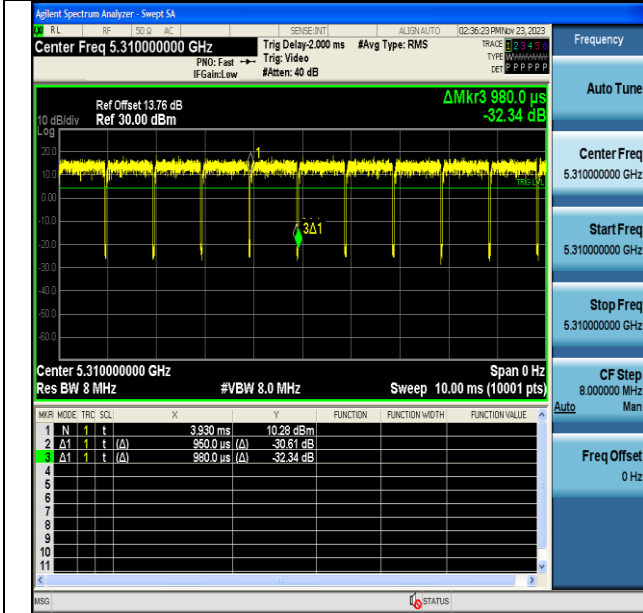 Agilent Spectrum Analyzer - Swept SA
RL RF 50 Ω AC SENSE:INT ALIGN AUTO 02:36:23 PM Nov 23, 2023
Center Freq 5.310000000 GHz
PNO: Fast
IFGain:Low
Trig Delay-2.000 ms
Trig: Video
#Atten: 40 dB
#Avg Type: RMS
TRACE 1 2 3 4 5 6
TYPE
DET P P P P P P
Frequency
Auto Tune
Center Freq
5.310000000 GHz
Start Freq
5.310000000 GHz
Stop Freq
5.310000000 GHz
CF Step
8.000000 MHz
Auto Man
Freq Offset
0 Hz
Ref Offset 13.76 dB
10 dB/div Ref 30.00 dBm
Log
ΔMkr3 980.0 µs
-32.34 dB
20.0
10.0
0.00
-10.0
-20.0
-30.0
-40.0
-50.0
-60.0
1
3Δ1
TRIG LVL
Center 5.310000000 GHz Span 0 Hz
Res BW 8 MHz #VBW 8.0 MHz Sweep 10.00 ms (10001 pts)
MKR MODE TRC SCL X Y FUNCTION FUNCTION WIDTH FUNCTION VALUE
1 N 1 t 3.930 ms 10.28 dBm
2 Δ1 1 t (Δ) 950.0 µs (Δ) -30.61 dB
3 Δ1 1 t (Δ) 980.0 µs (Δ) -32.34 dB
4
5
6
7
8
9
10
11
MSG STATUS